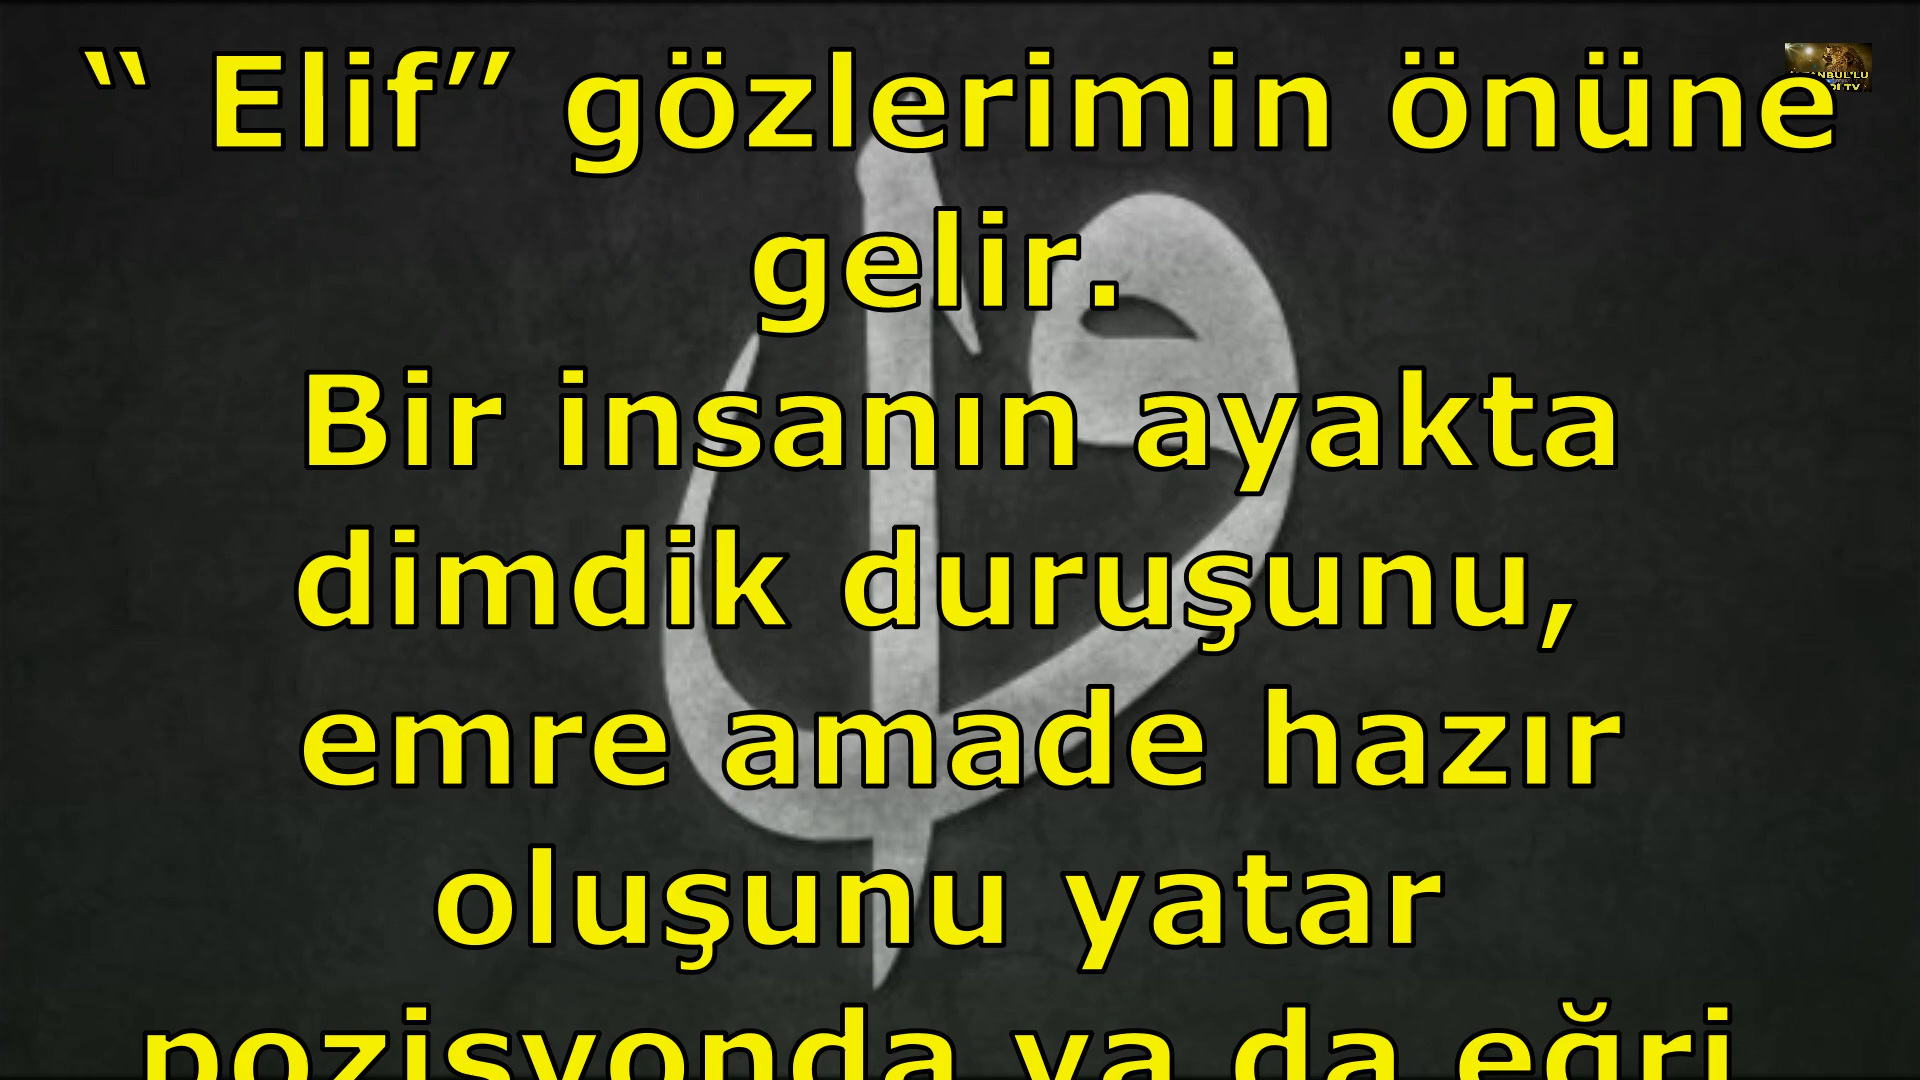 “ Elif” gözlerimin önüne
gelir.
Bir insanın ayakta
dimdik duruşunu,
emre amade hazır
oluşunu yatar
pozisyonda ya da eğri